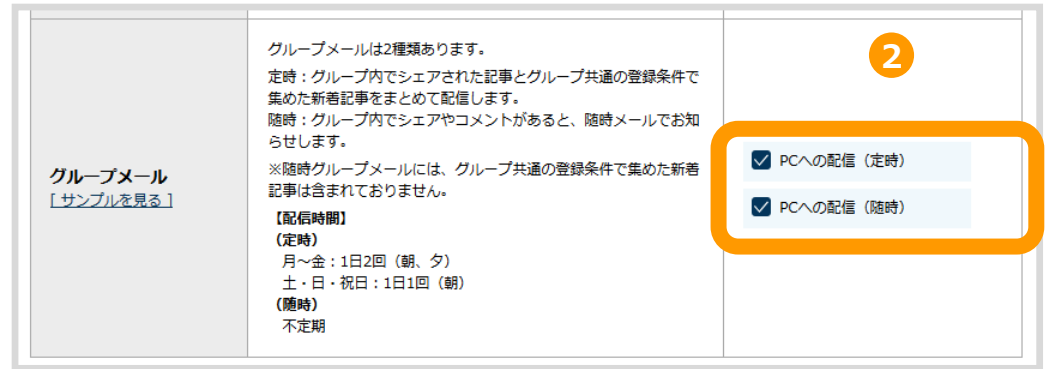 グループメール
[ サンプルを見る ]
グループメールは2種類あります。
定時：グループ内でシェアされた記事とグループ共通の登録条件で
集めた新着記事をまとめて配信します。
随時：グループ内でシェアやコメントがあると、随時メールでお知
らせします。
※随時グループメールには、グループ共通の登録条件で集めた新着
記事は含まれておりません。
【配信時間】
（定時）
月～金：1日2回（朝、夕）
土・日・祝日：1日1回（朝）
（随時）
不定期
2
PCへの配信（定時）
PCへの配信（随時）